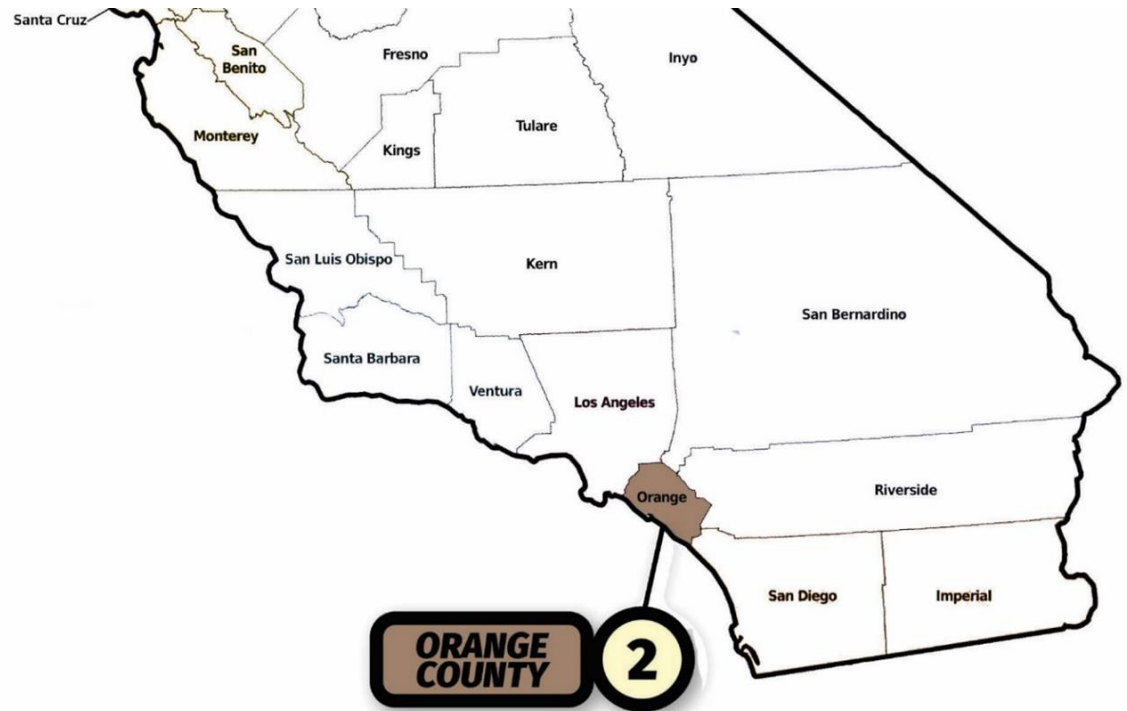 Santa Cruz
San
Benito
Fresno
Inyo
Monterey
Kings
Tulare
San Luis Obispo
Kern
San Bernardino
Santa Barbara
Ventura
Los Angeles
Orange
Riverside
San Diego
Imperial
ORANGE
COUNTY
2